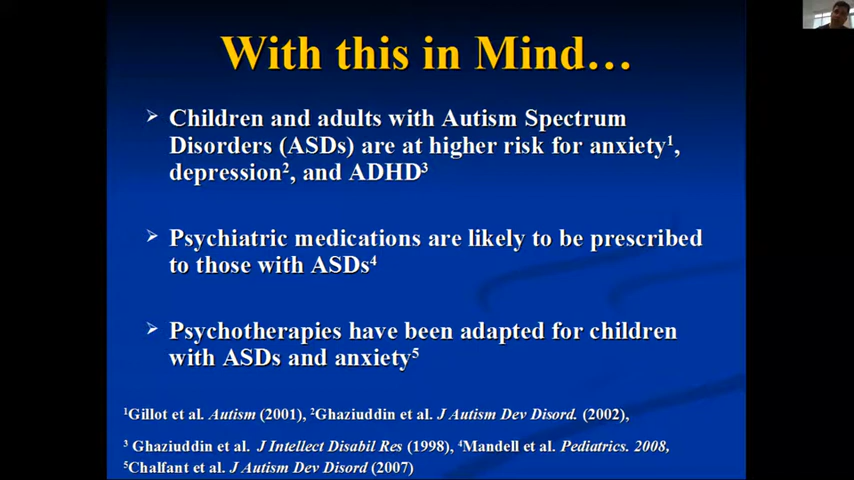 With this in Mind…
Children and adults with Autism Spectrum
Disorders (ASDs) are at higher risk for anxiety¹,
depression², and ADHD³
Psychiatric medications are likely to be prescribed
to those with ASDs⁴
Psychotherapies have been adapted for children
with ASDs and anxiety⁵
¹Gillot et al. Autism (2001), ²Ghaziuddin et al. J Autism Dev Disord. (2002),
³ Ghaziuddin et al. J Intellect Disabil Res (1998), ⁴Mandell et al. Pediatrics. 2008,
⁵Chalfant et al. J Autism Dev Disord (2007)